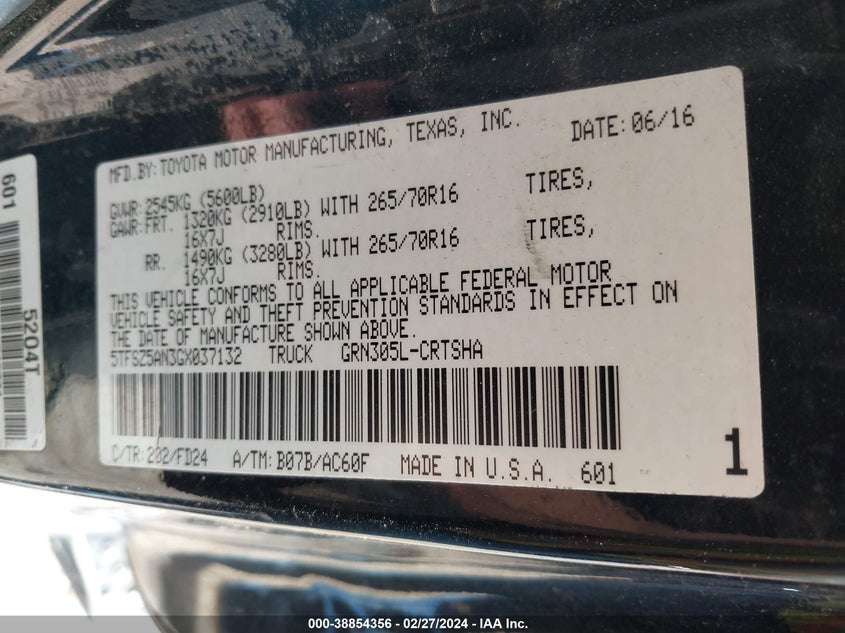 MFD.BY: TOYOTA MOTOR MANUFACTURING, TEXAS, INC. DATE: 06/16
GVWR: 2545KG (5600LB)
GAWR: FRT. 1320KG (2910LB) WITH 265/70R16 TIRES,
16X7J RIMS.
RR. 1490KG (3280LB) WITH 265/70R16 TIRES,
16X7J RIMS.
THIS VEHICLE CONFORMS TO ALL APPLICABLE FEDERAL MOTOR
VEHICLE SAFETY AND THEFT PREVENTION STANDARDS IN EFFECT ON
THE DATE OF MANUFACTURE SHOWN ABOVE.
5TFSZ5AN3GX037132 TRUCK GRN305L-CRTSHA
C/TR: 202/FD24 A/TM: B07B/AC60F MADE IN U.S.A. 601
1
601
5204T
000-38854356 - 02/27/2024 - IAA Inc.